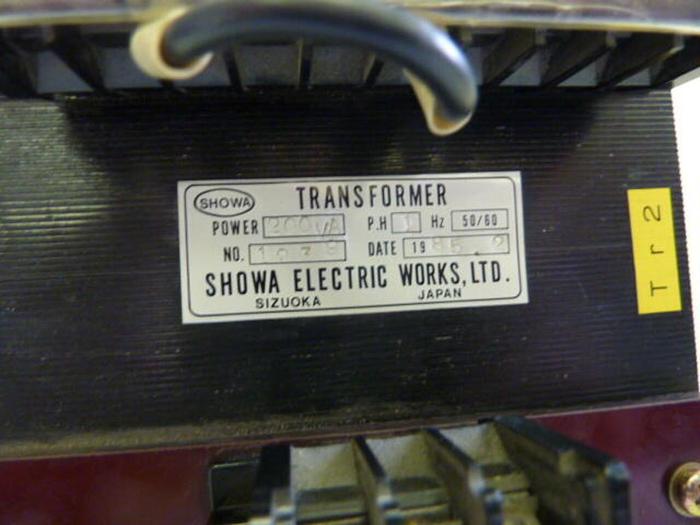 SHOWA TRANSFORMER
POWER 200VA P.H 1 Hz 50/60
NO. DATE 1985.2
SHOWA ELECTRIC WORKS, LTD.
SIZUOKA JAPAN
Tr2